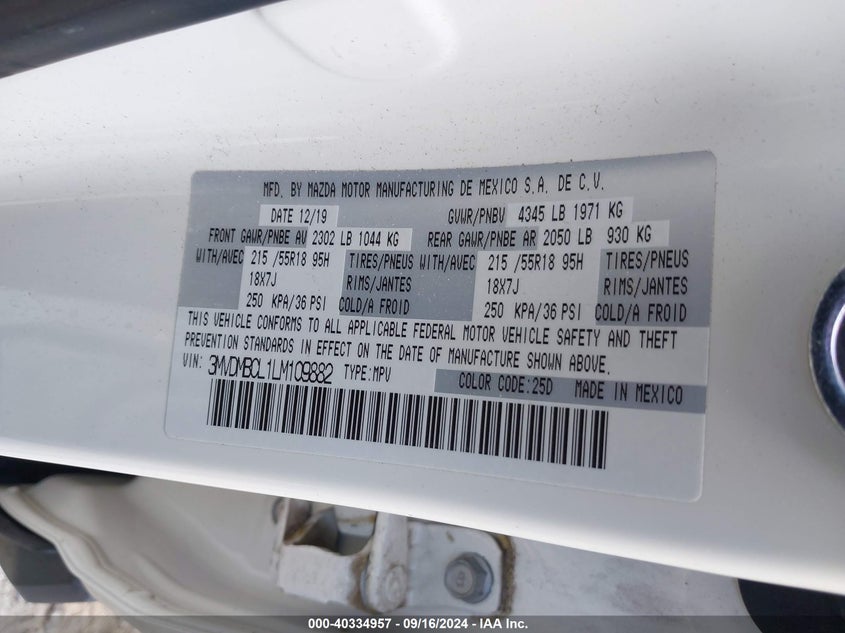 MFD. BY MAZDA MOTOR MANUFACTURING DE MEXICO S.A. DE C.V.
DATE 12/19 GVWR/PNBV 4345 LB 1971 KG
FRONT GAWR/PNBE AV 2302 LB 1044 KG REAR GAWR/PNBE AR 2050 LB 930 KG
WITH/AVEC 215 /55R18 95H TIRES/PNEUS WITH/AVEC 215 /55R18 95H TIRES/PNEUS
18X7J RIMS/JANTES 18X7J RIMS/JANTES
250 KPA/36 PSI COLD/A FROID 250 KPA/36 PSI COLD/A FROID
THIS VEHICLE CONFORMS TO ALL APPLICABLE FEDERAL MOTOR VEHICLE SAFETY AND THEFT
PREVENTION STANDARDS IN EFFECT ON THE DATE OF MANUFACTURE SHOWN ABOVE.
VIN: 3MVDMBCL1LM109882 TYPE:MPV COLOR CODE:25D MADE IN MEXICO
000-40334957 - 09/16/2024 - IAA Inc.